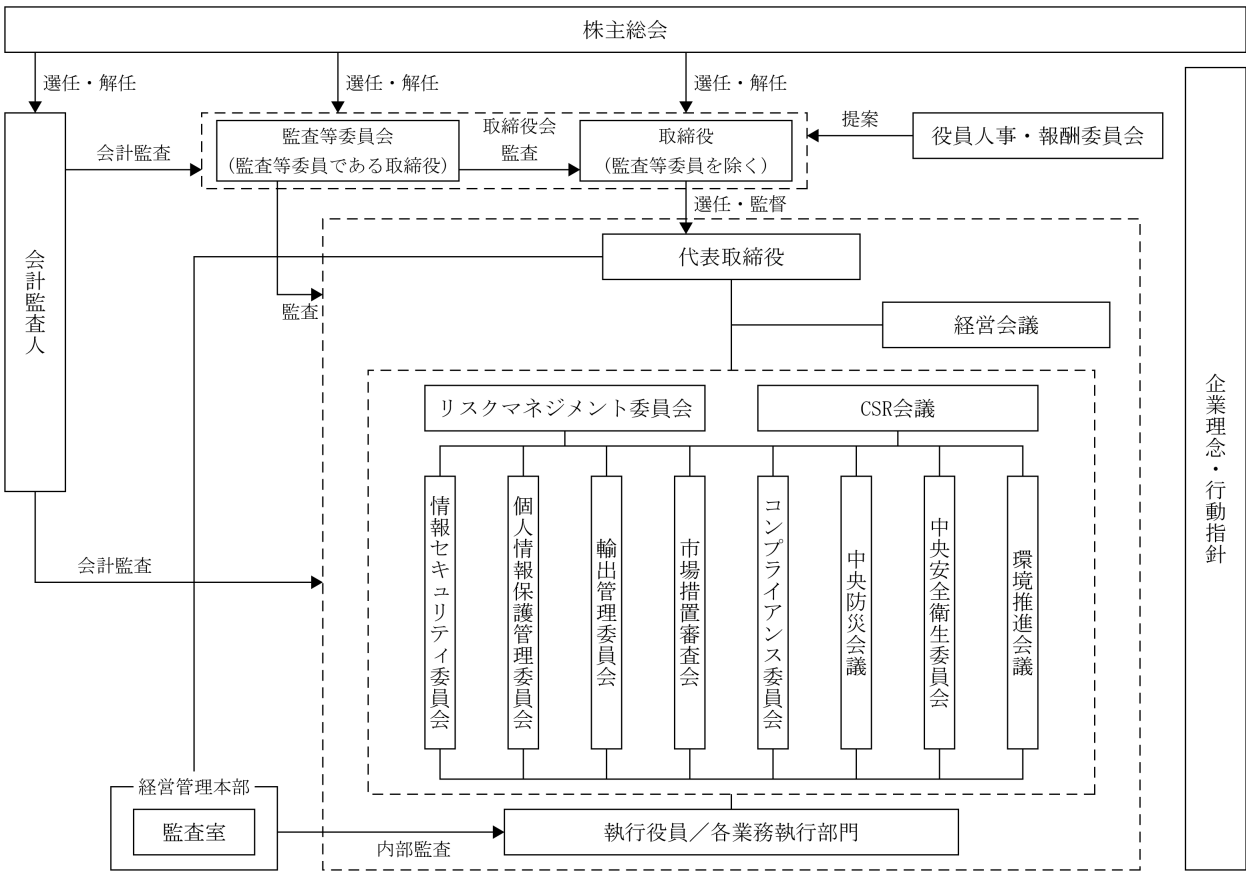 株主総会
選任・解任
選任・解任
選任・解任
会計監査人
会計監査
監査等委員会
(監査等委員である取締役)
取締役会
監査
取締役
(監査等委員を除く)
提案
役員人事・報酬委員会
選任・監督
代表取締役
監査
経営会議
リスクマネジメント委員会
CSR会議
情報セキュリティ委員会
個人情報保護管理委員会
輸出管理委員会
市場措置審査会
コンプライアンス委員会
中央防災会議
中央安全衛生委員会
環境推進会議
会計監査
経営管理本部
監査室
内部監査
執行役員／各業務執行部門
企業理念・行動指針